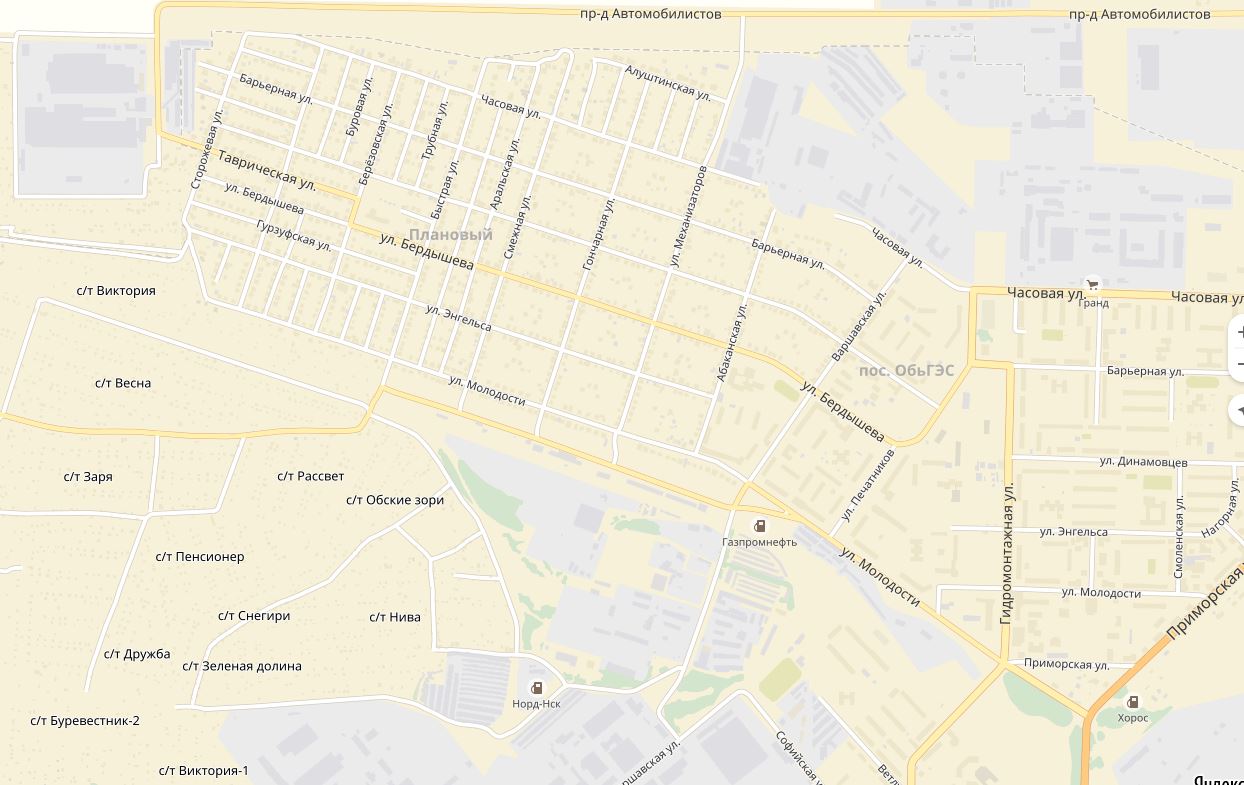 пр-д Автомобилистов
пр-д Автомобилистов
Алуштинская ул.
Барьерная ул.
Буровая ул.
Часовая ул.
Берёзовская ул.
Трубная ул.
Сторожевая ул.
Таврическая ул.
Быстрая ул.
Аральская ул.
Смежная ул.
Гончарная ул.
ул. Механизаторов
ул. Бердышева
Гурзуфская ул.
Плановый
ул. Бердышева
Барьерная ул.
Часовая ул.
с/т Виктория
Часовая ул.
Часовая ул
Гранд
ул. Энгельса
Абаканская ул.
Варшавская ул.
пос. ОбьГЭС
Барьерная ул.
с/т Весна
ул. Молодости
ул. Бердышева
ул. Динамовцев
с/т Заря
с/т Рассвет
с/т Обские зори
ул. Печатников
Гидромонтажная ул.
Смоленская ул.
Нагорная ул.
ул. Энгельса
Газпромнефть
с/т Пенсионер
ул. Молодости
ул. Молодости
Приморская
с/т Снегири
с/т Нива
с/т Дружба
с/т Зеленая долина
Приморская ул.
Норд-Нск
Хорос
с/т Буревестник-2
ршавская ул.
Софийская
Ветл
с/т Виктория-1
Яндекс